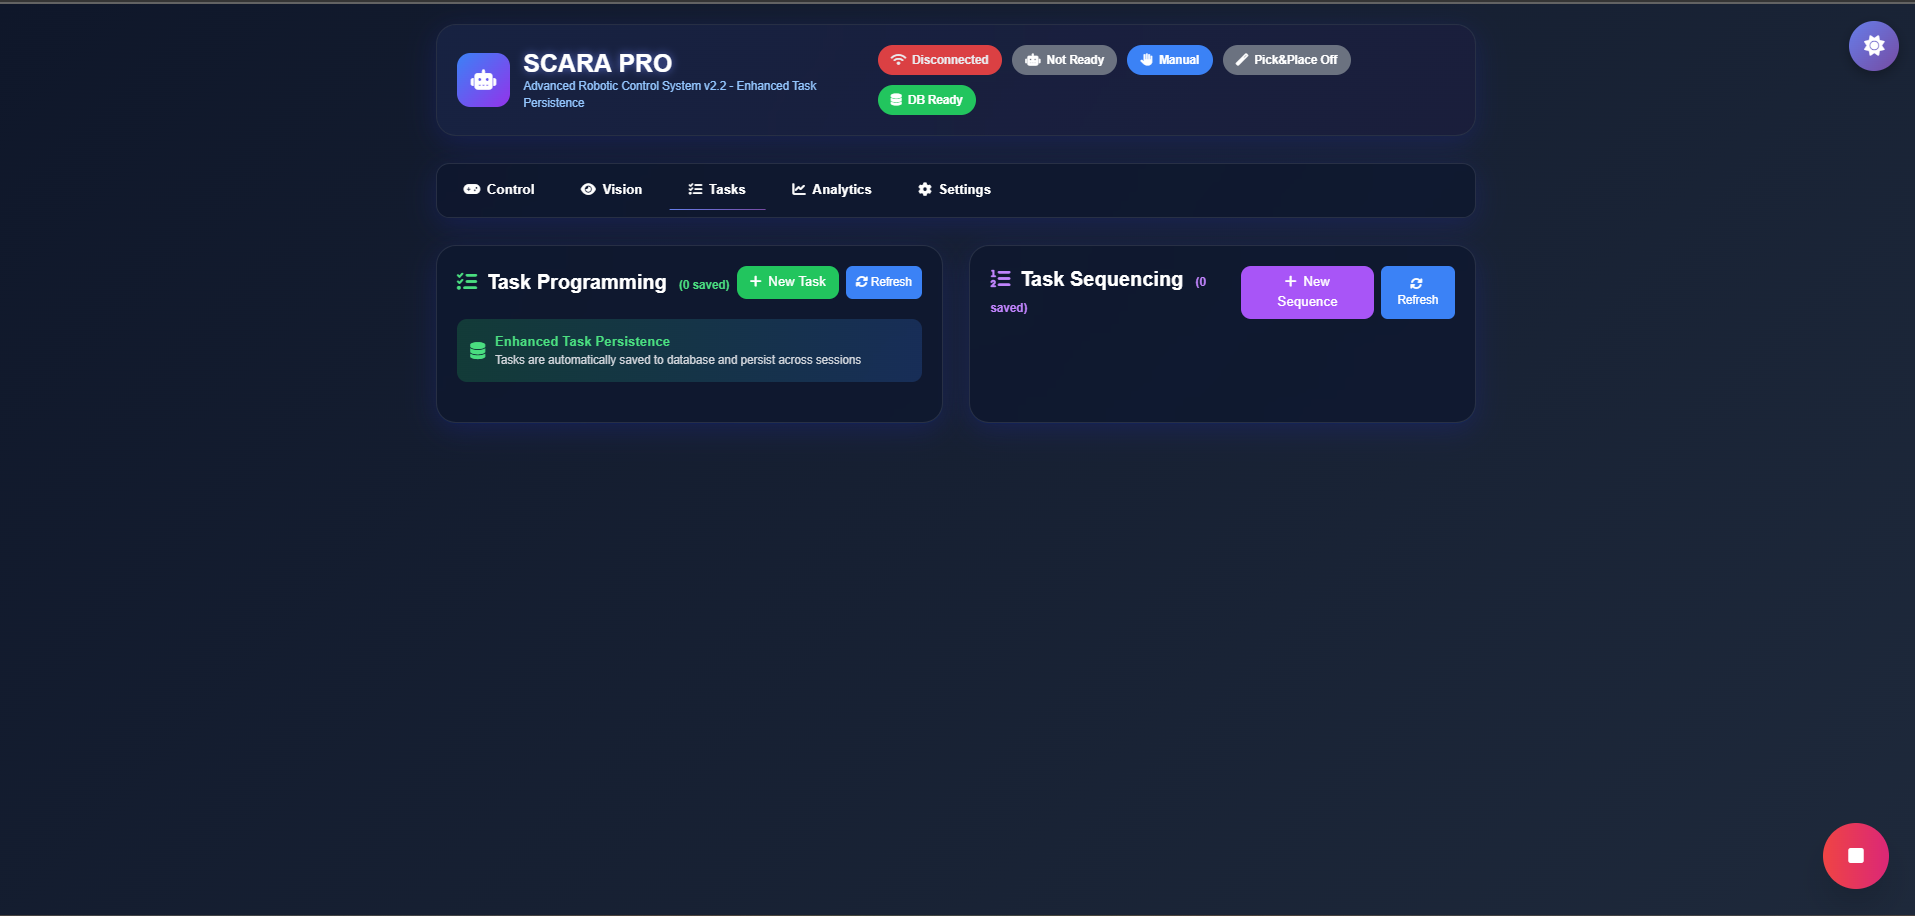 SCARA PRO
Advanced Robotic Control System v2.2 - Enhanced Task
Persistence
Disconnected
Not Ready
Manual
Pick&Place Off
DB Ready
Control
Vision
Tasks
Analytics
Settings
Task Programming (0 saved)
New Task
Refresh
Enhanced Task Persistence
Tasks are automatically saved to database and persist across sessions
Task Sequencing (0
saved)
New
Sequence
Refresh